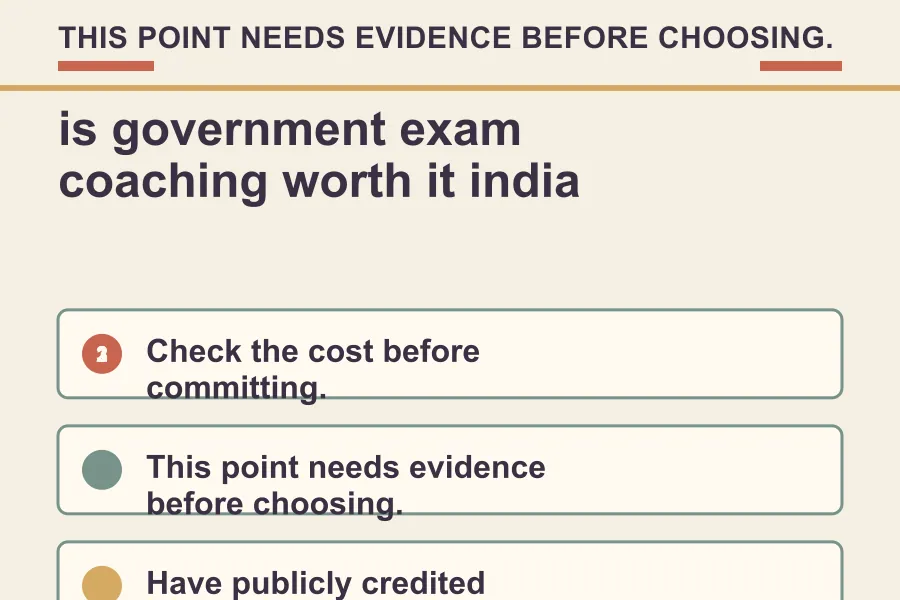 THIS POINT NEEDS EVIDENCE BEFORE CHOOSING.
is government exam
coaching worth it india
Check the cost before
committing.
This point needs evidence
before choosing.
Have publicly credited